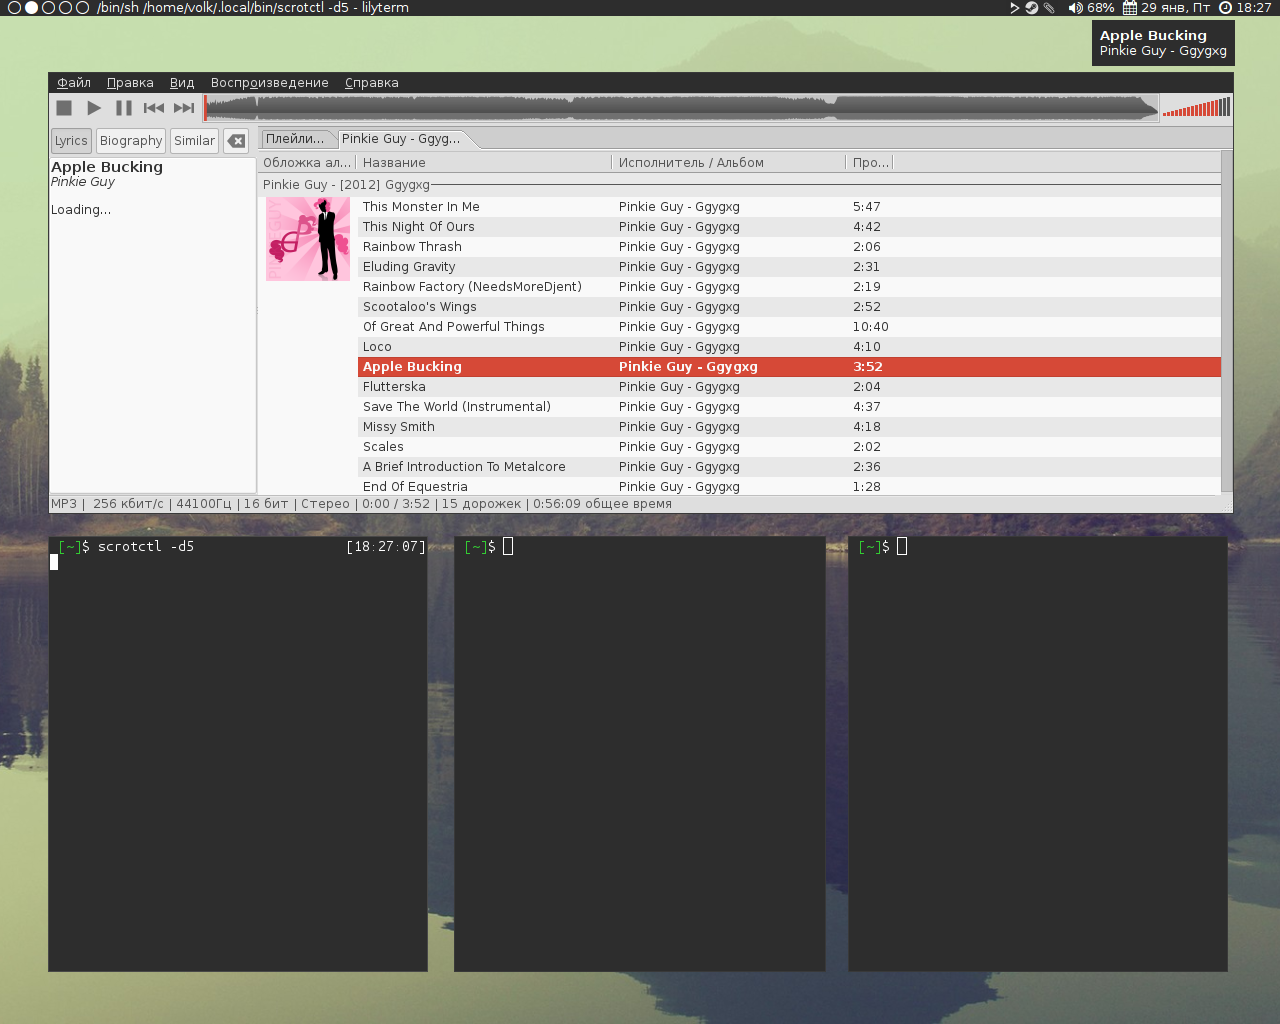 /bin/sh /home/volk/.local/bin/scrotctl -d5 - lilyterm 68% 29 янв, Пт 18:27
Apple Bucking
Pinkie Guy - Ggygxg
Файл Правка Вид Воспроизведение Справка
Lyrics Biography Similar
Apple Bucking
Pinkie Guy
Loading...
Плейли... Pinkie Guy - Ggyg...
Обложка ал... Название Исполнитель / Альбом Про...
Pinkie Guy - [2012] Ggygxg
This Monster In Me Pinkie Guy - Ggygxg 5:47
This Night Of Ours Pinkie Guy - Ggygxg 4:42
Rainbow Thrash Pinkie Guy - Ggygxg 2:06
Eluding Gravity Pinkie Guy - Ggygxg 2:31
Rainbow Factory (NeedsMoreDjent) Pinkie Guy - Ggygxg 2:19
Scootaloo's Wings Pinkie Guy - Ggygxg 2:52
Of Great And Powerful Things Pinkie Guy - Ggygxg 10:40
Loco Pinkie Guy - Ggygxg 4:10
Apple Bucking Pinkie Guy - Ggygxg 3:52
Flutterska Pinkie Guy - Ggygxg 2:04
Save The World (Instrumental) Pinkie Guy - Ggygxg 4:37
Missy Smith Pinkie Guy - Ggygxg 4:18
Scales Pinkie Guy - Ggygxg 2:02
A Brief Introduction To Metalcore Pinkie Guy - Ggygxg 2:36
End Of Equestria Pinkie Guy - Ggygxg 1:28
MP3 | 256 кбит/с | 44100Гц | 16 бит | Стерео | 0:00 / 3:52 | 15 дорожек | 0:56:09 общее время
[~]$ scrotctl -d5 [18:27:07]
[~]$
[~]$